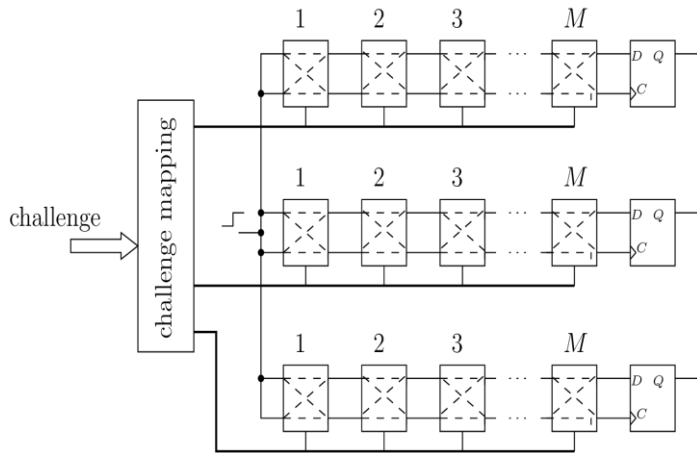 1 2 3 M
... ... D Q
C
challenge mapping
1 2 3 M
challenge
... ... D Q
C
1 2 3 M
... ... D Q
C